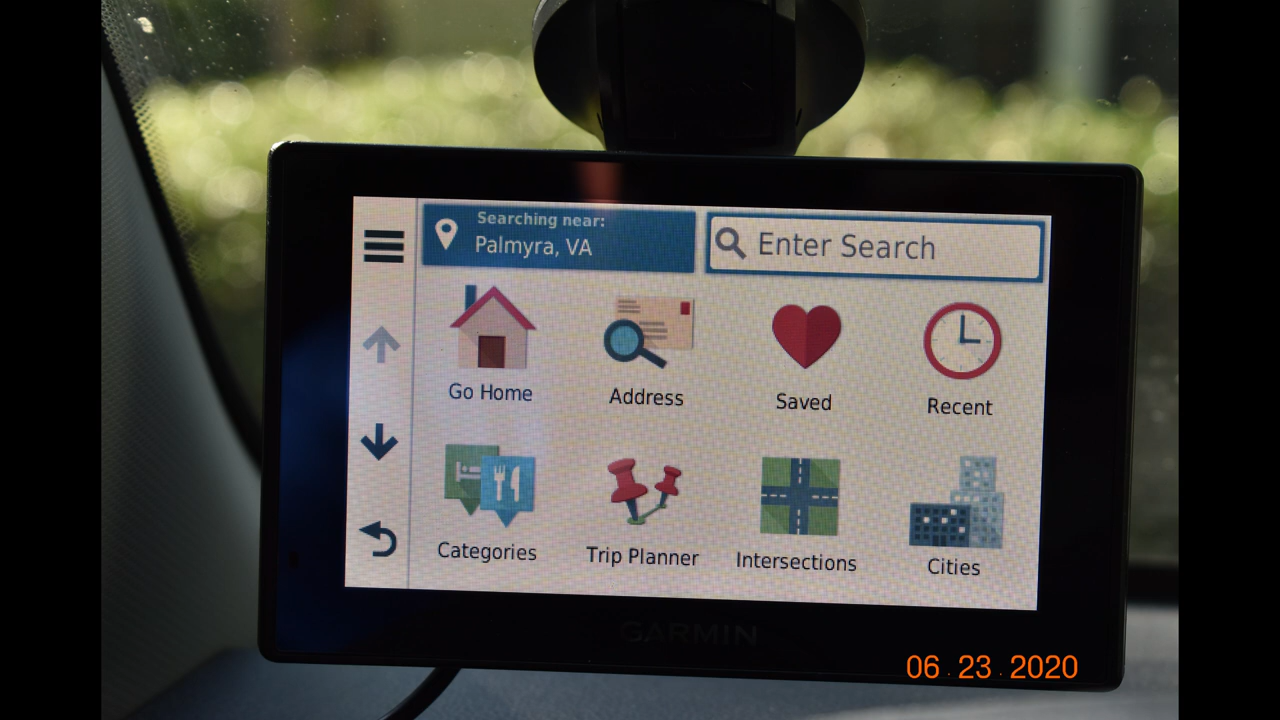 Searching near:
Palmyra, VA
Enter Search
Go Home
Address
Saved
Recent
Categories
Trip Planner
Intersections
Cities
GARMIN
06.23.2020